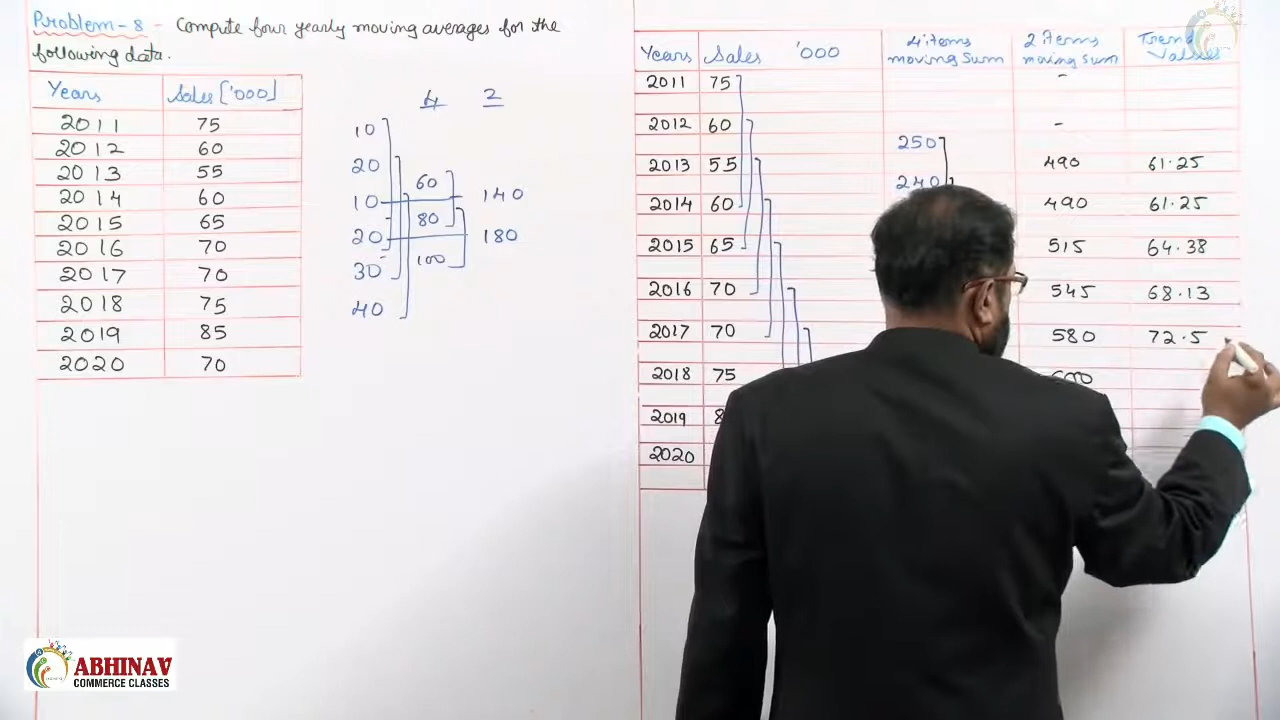 Problem-8 - Compute four yearly moving averages for the
following data.
Years Sales ['000]
2011 75
2012 60
2013 55
2014 60
2015 65
2016 70
2017 70
2018 75
2019 85
2020 70
4 2
10
20
10
20
30
40
60
80
100
140
180
Years Sales '000 4 items moving sum 2 items moving sum Trend Values
2011 75 -
2012 60 -
250
2013 55 490 61.25
240
2014 60 490 61.25
2015 65 515 64.38
2016 70 545 68.13
2017 70 580 72.5
2018 75 600
2019 8
2020
ABHINAV
COMMERCE CLASSES